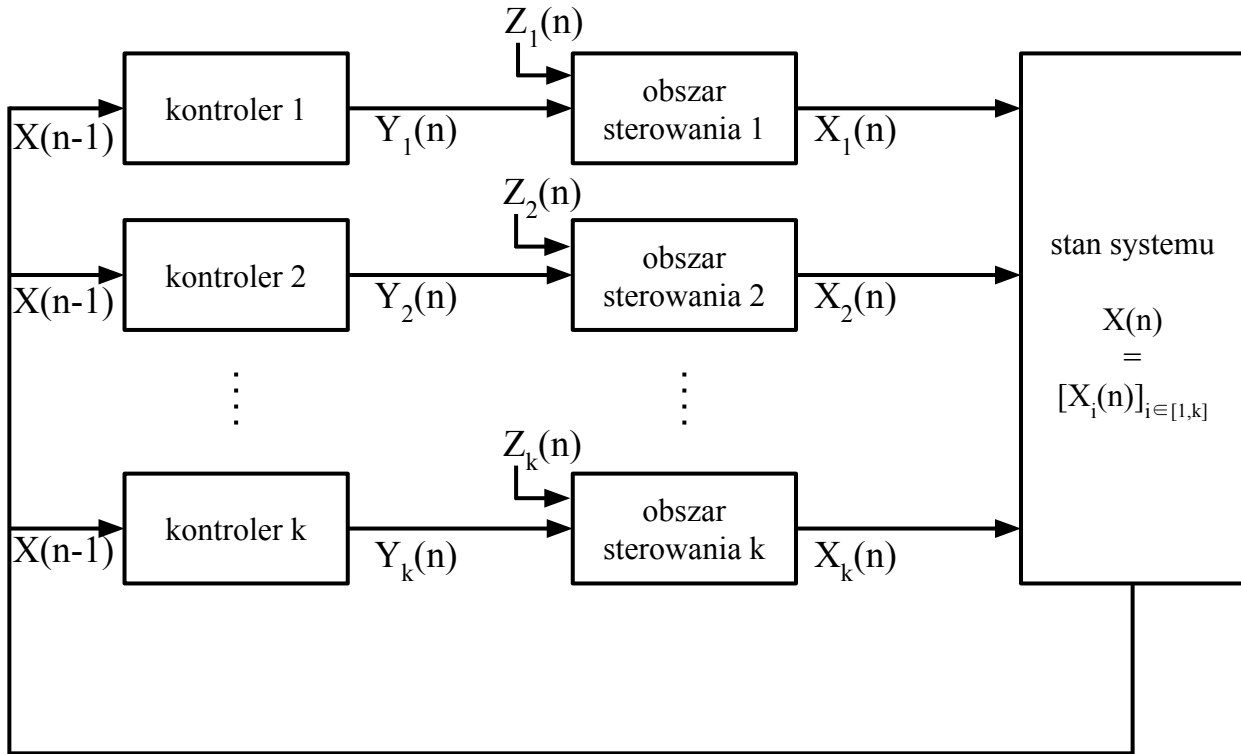 Z₁(n)
kontroler 1
obszar
sterowania 1
X(n-1)
Y₁(n)
X₁(n)
Z₂(n)
kontroler 2
obszar
sterowania 2
X(n-1)
Y₂(n)
X₂(n)
stan systemu
X(n)
=
[Xᵢ(n)]i∈[1,k]
Zₖ(n)
kontroler k
obszar
sterowania k
X(n-1)
Yₖ(n)
Xₖ(n)